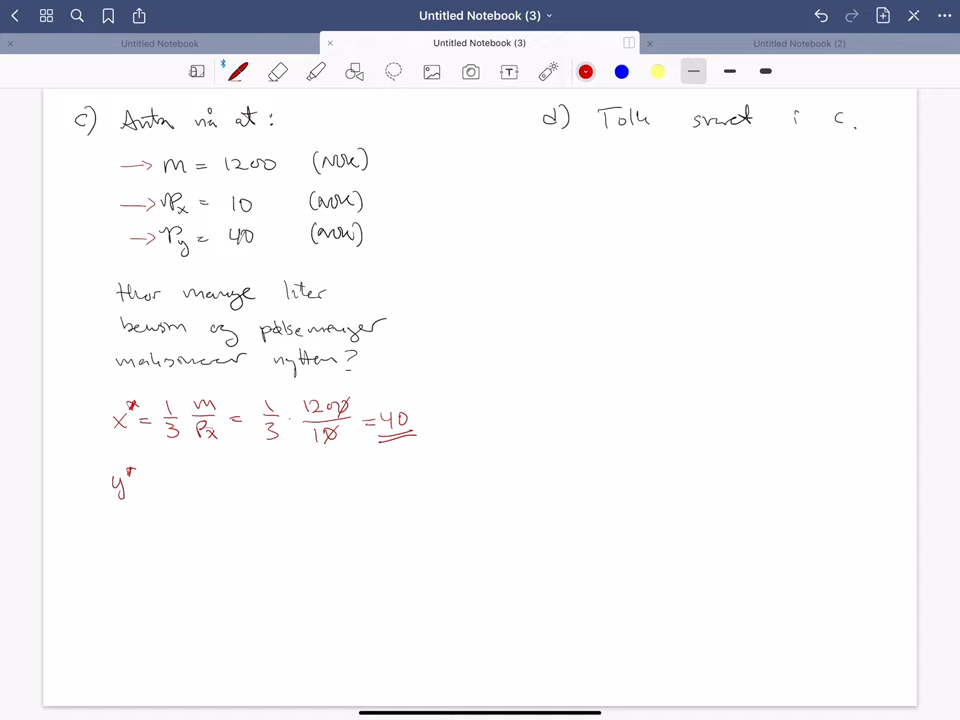 Untitled Notebook (3)
Untitled Notebook
Untitled Notebook (3)
Untitled Notebook (2)
c) Anta nå at:
→ m = 1200 (NOK)
→ Px = 10 (NOK)
→ Py = 40 (NOK)
Hvor mange liter
bensin og pølsemenger
maksimerer nytten?
x* = 1/3 m/Px = 1/3 · 1200/10 = 40
y*
d) Tolk svaret i c.